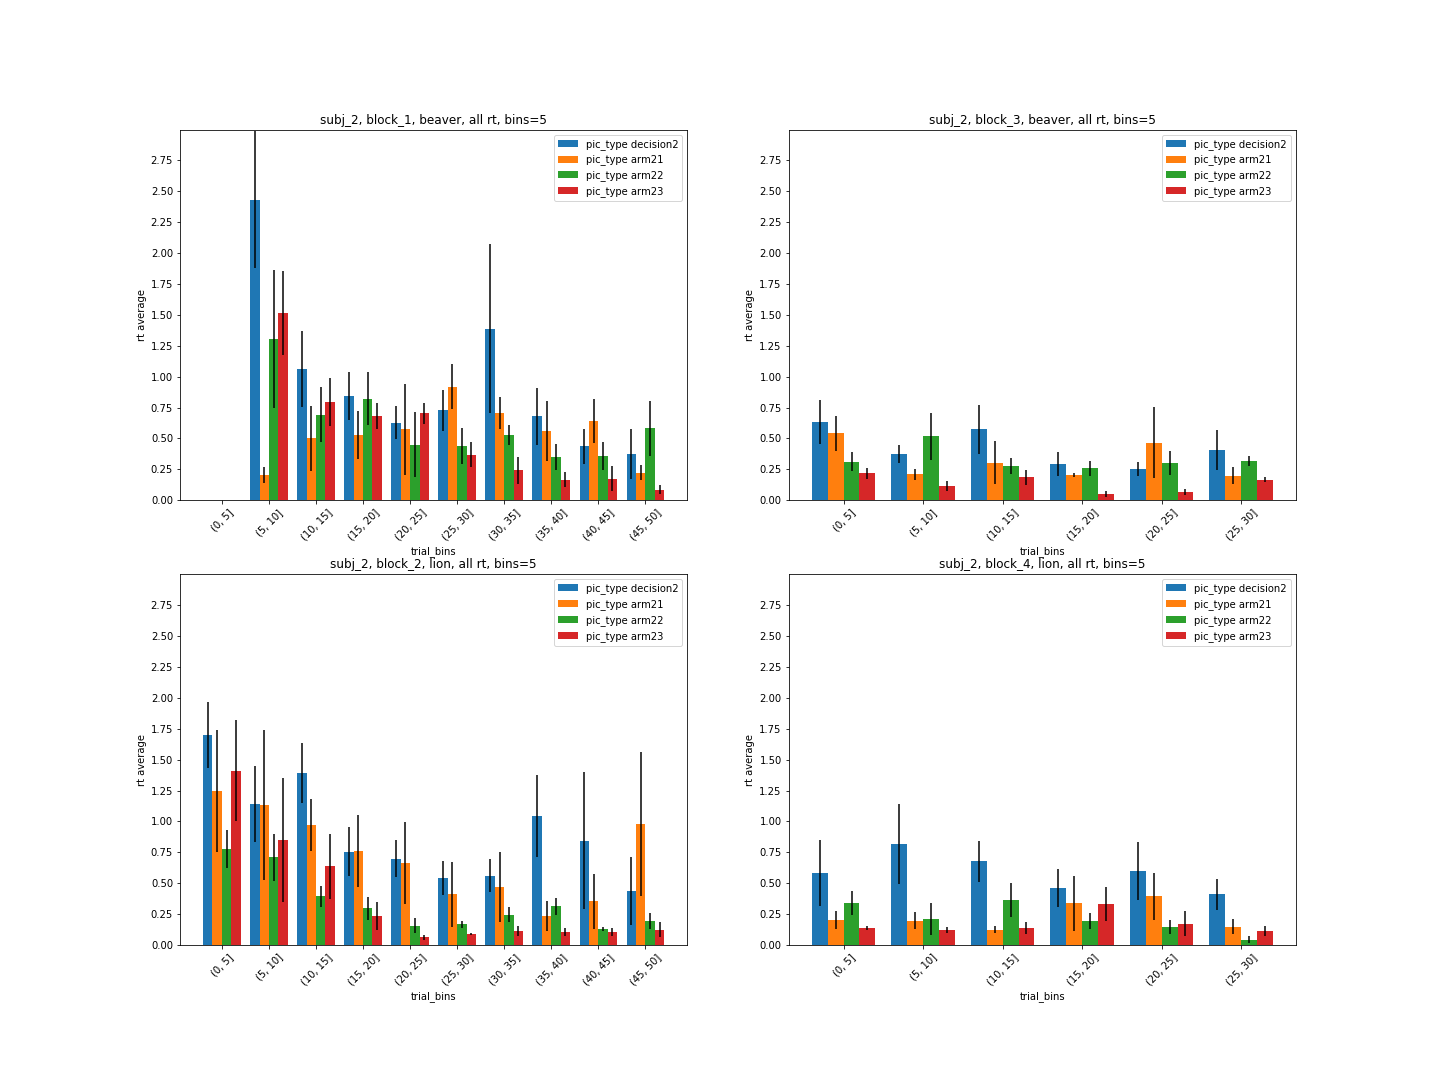 subj_2, block_1, beaver, all rt, bins=5
2.75
2.50
2.25
2.00
1.75
1.50
1.25
1.00
0.75
0.50
0.25
0.00
rt average
pic_type decision2
pic_type arm21
pic_type arm22
pic_type arm23
(0, 5]
(5, 10]
(10, 15]
(15, 20]
(20, 25]
(25, 30]
(30, 35]
(35, 40]
(40, 45]
(45, 50]
trial_bins
subj_2, block_3, beaver, all rt, bins=5
2.75
2.50
2.25
2.00
1.75
1.50
1.25
1.00
0.75
0.50
0.25
0.00
rt average
pic_type decision2
pic_type arm21
pic_type arm22
pic_type arm23
(0, 5]
(5, 10]
(10, 15]
(15, 20]
(20, 25]
(25, 30]
trial_bins
subj_2, block_2, lion, all rt, bins=5
2.75
2.50
2.25
2.00
1.75
1.50
1.25
1.00
0.75
0.50
0.25
0.00
rt average
pic_type decision2
pic_type arm21
pic_type arm22
pic_type arm23
(0, 5]
(5, 10]
(10, 15]
(15, 20]
(20, 25]
(25, 30]
(30, 35]
(35, 40]
(40, 45]
(45, 50]
trial_bins
subj_2, block_4, lion, all rt, bins=5
2.75
2.50
2.25
2.00
1.75
1.50
1.25
1.00
0.75
0.50
0.25
0.00
rt average
pic_type decision2
pic_type arm21
pic_type arm22
pic_type arm23
(0, 5]
(5, 10]
(10, 15]
(15, 20]
(20, 25]
(25, 30]
trial_bins